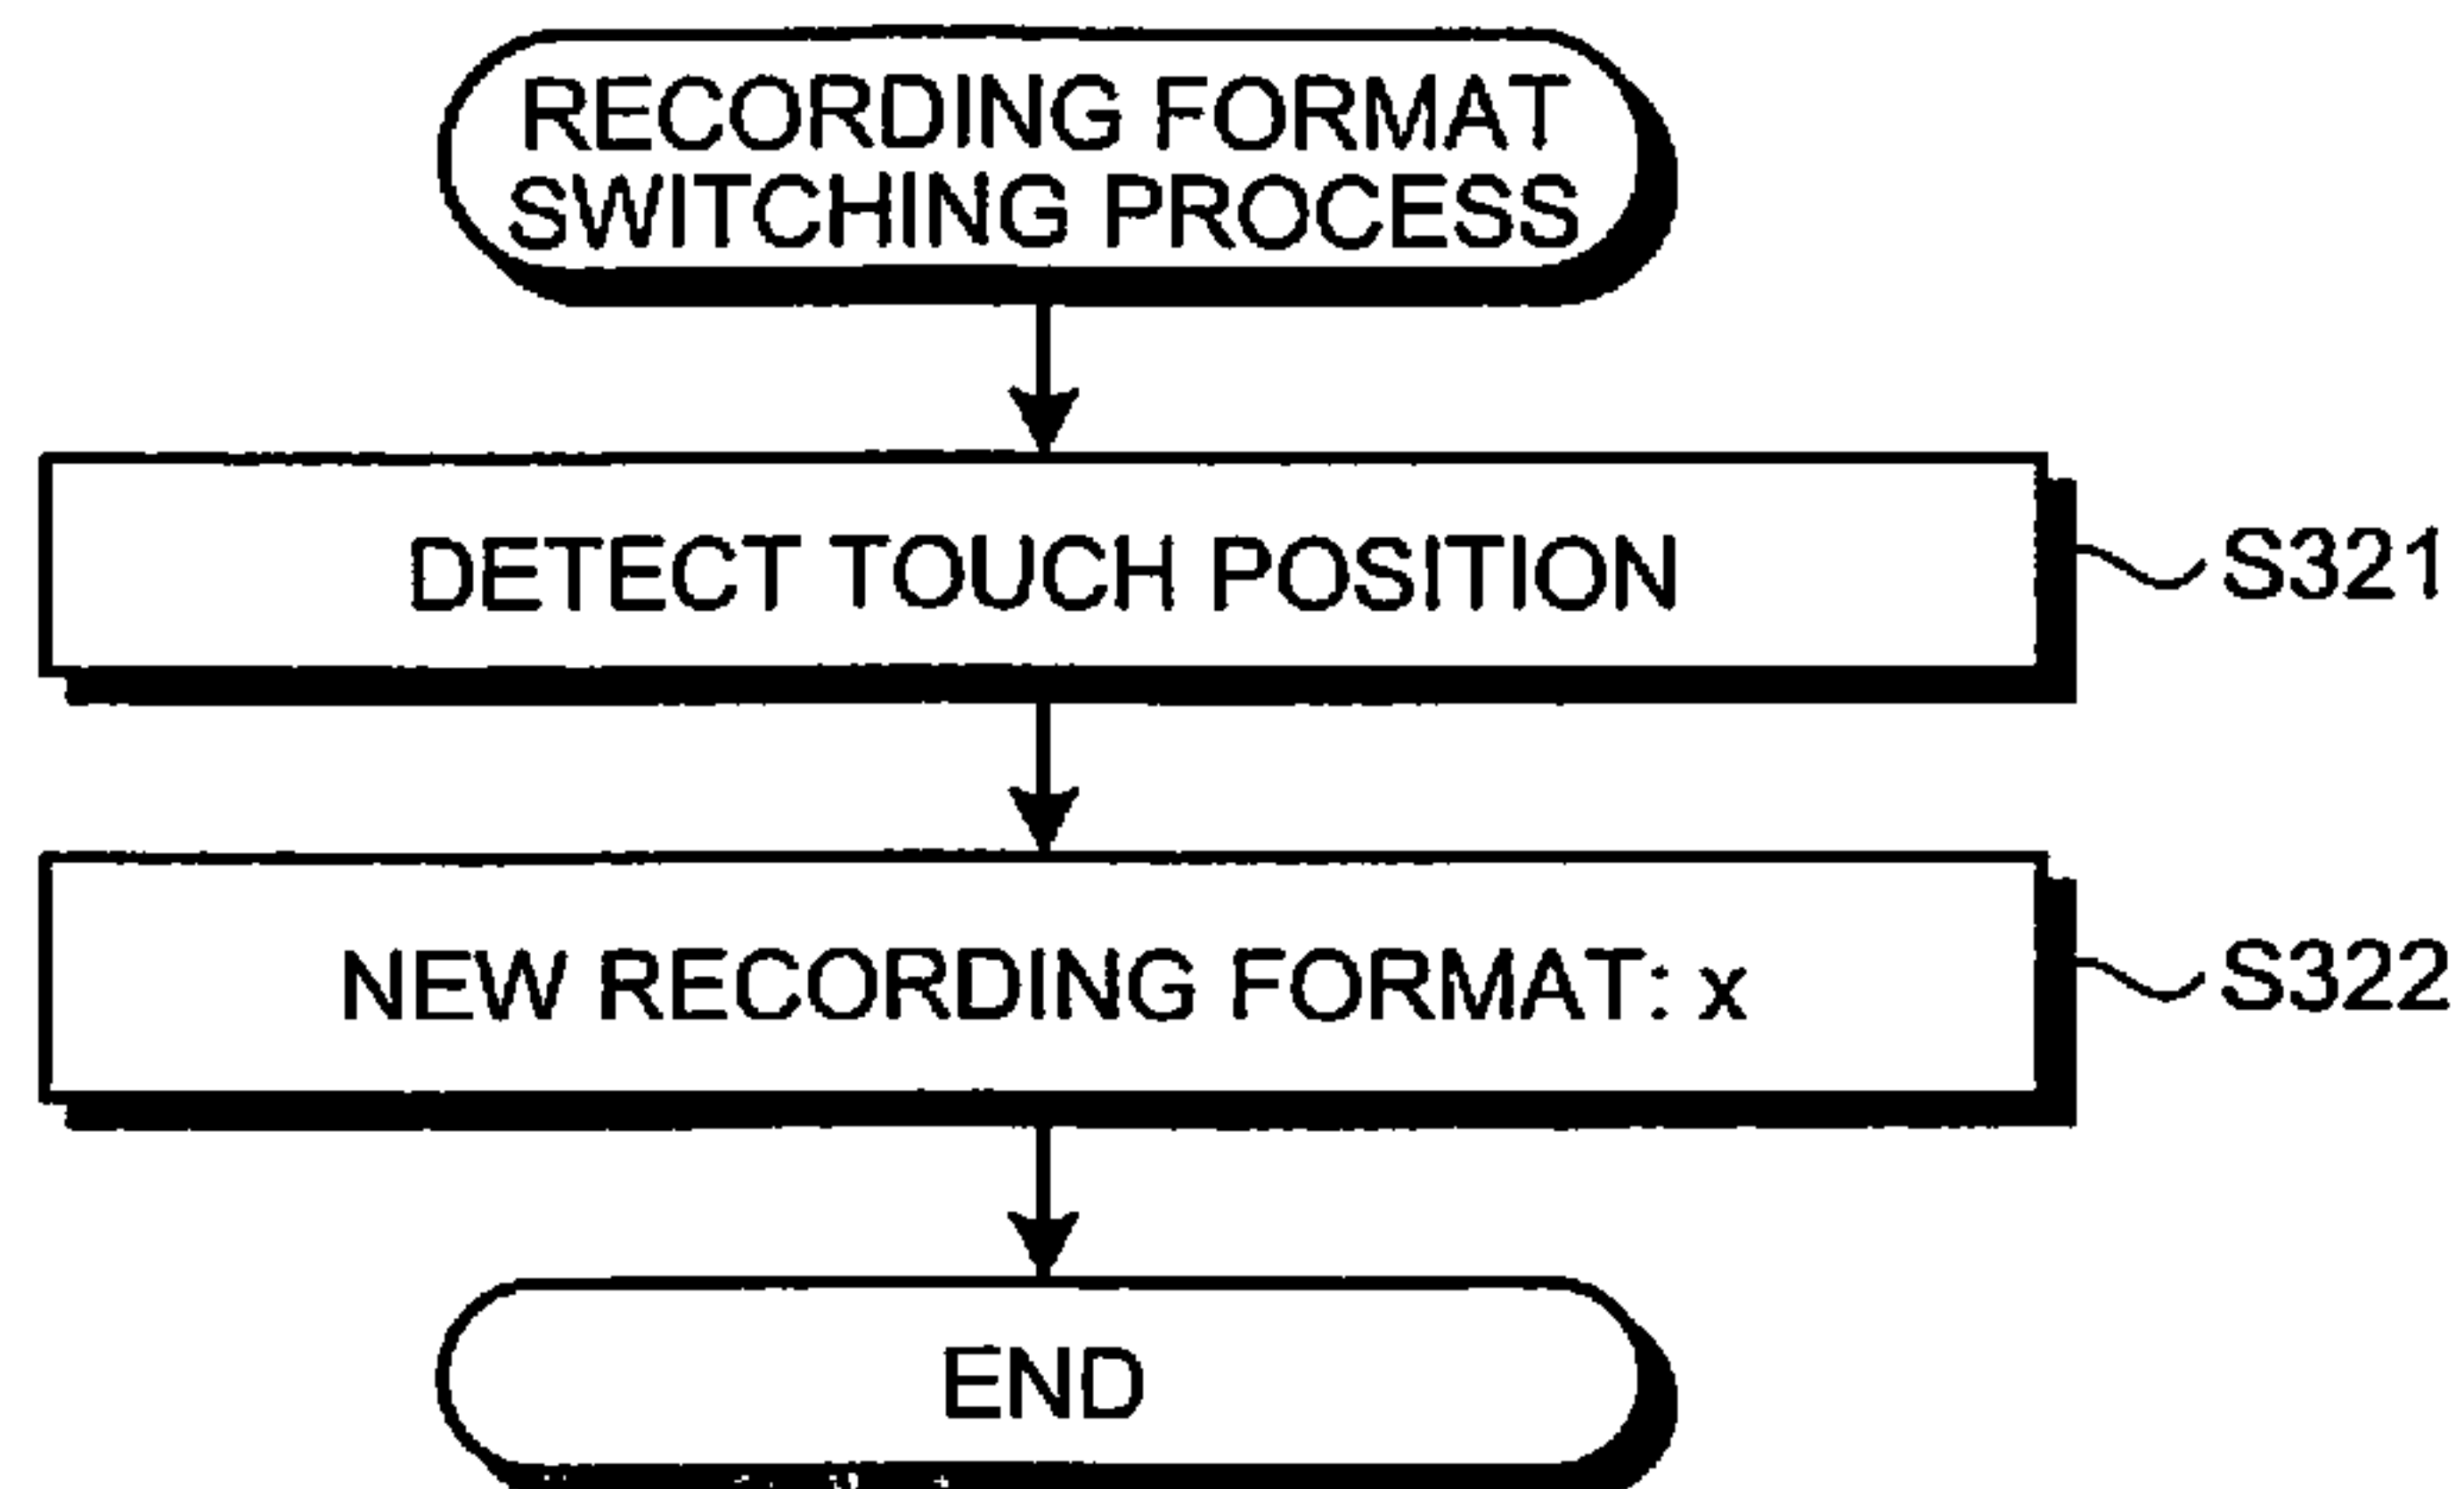 RECORDING FORMAT
SWITCHING PROCESS
DETECT TOUCH POSITION
S321
NEW RECORDING FORMAT: x
S322
END